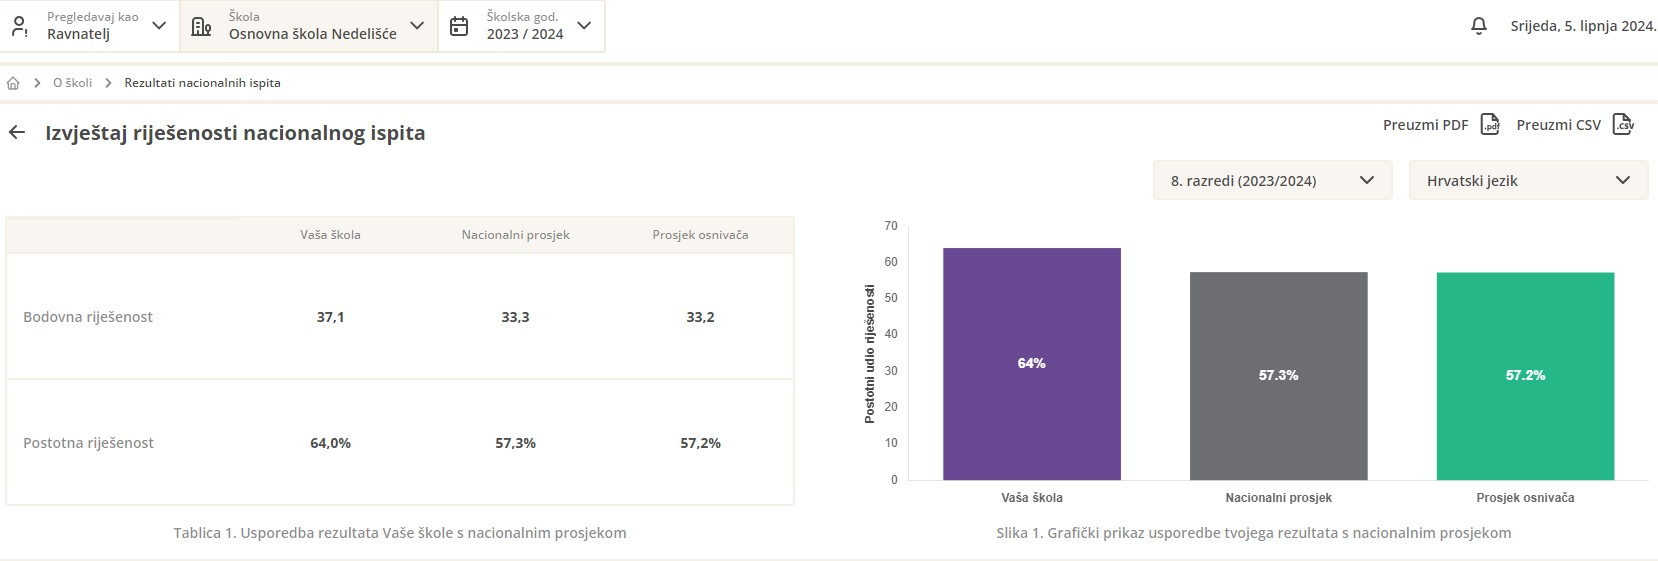 Pregledavaj kao
Ravnatelj
Škola
Osnovna škola Nedelišće
Školska god.
2023 / 2024
Srijeda, 5. lipnja 2024.
O školi
Rezultati nacionalnih ispita
Izvještaj riješenosti nacionalnog ispita
Preuzmi PDF .pdf Preuzmi CSV .csv
8. razredi (2023/2024) Hrvatski jezik
Vaša škola Nacionalni prosjek Prosjek osnivača
Bodovna riješenost 37,1 33,3 33,2
Postotna riješenost 64,0% 57,3% 57,2%
Tablica 1. Usporedba rezultata Vaše škole s nacionalnim prosjekom
Postotni udio riješenosti
70
60
50
40
30
20
10
0
64% 57.3% 57.2%
Vaša škola Nacionalni prosjek Prosjek osnivača
Slika 1. Grafički prikaz usporedbe tvojega rezultata s nacionalnim prosjekom